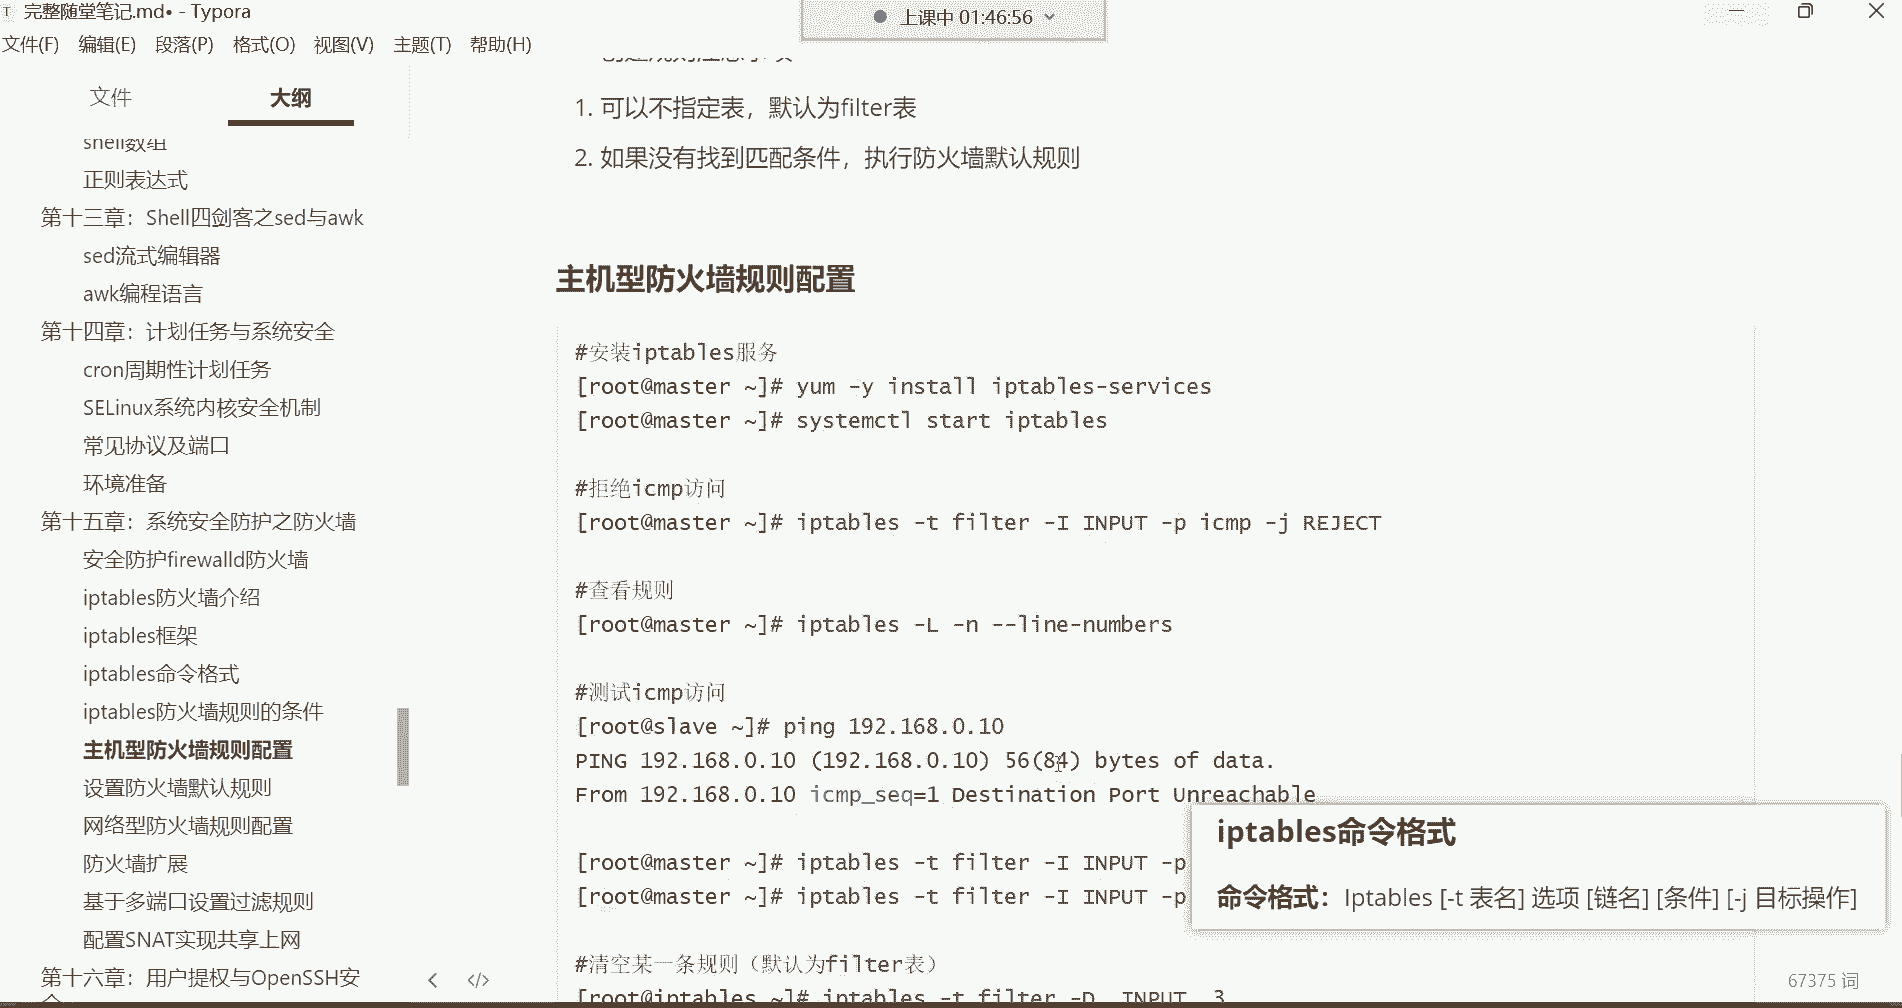 完整随堂笔记.md• - Typora
上课中 01:46:56
文件(F) 编辑(E) 段落(P) 格式(O) 视图(V) 主题(T) 帮助(H)
文件 大纲
shell数组
正则表达式
第十三章：Shell四剑客之sed与awk
sed流式编辑器
awk编程语言
第十四章：计划任务与系统安全
cron周期性计划任务
SELinux系统内核安全机制
常见协议及端口
环境准备
第十五章：系统安全防护之防火墙
安全防护firewalld防火墙
iptables防火墙介绍
iptables框架
iptables命令格式
iptables防火墙规则的条件
主机型防火墙规则配置
设置防火墙默认规则
网络型防火墙规则配置
防火墙扩展
基于多端口设置过滤规则
配置SNAT实现共享上网
第十六章：用户提权与OpenSSH安
1. 可以不指定表，默认为filter表
2. 如果没有找到匹配条件，执行防火墙默认规则
主机型防火墙规则配置
#安装iptables服务
[root@master ~]# yum -y install iptables-services
[root@master ~]# systemctl start iptables
#拒绝icmp访问
[root@master ~]# iptables -t filter -I INPUT -p icmp -j REJECT
#查看规则
[root@master ~]# iptables -L -n --line-numbers
#测试icmp访问
[root@slave ~]# ping 192.168.0.10
PING 192.168.0.10 (192.168.0.10) 56(84) bytes of data.
From 192.168.0.10 icmp_seq=1 Destination Port Unreachable
[root@master ~]# iptables -t filter -I INPUT -p
[root@master ~]# iptables -t filter -I INPUT -p
#清空某一条规则（默认为filter表）
[root@iptables ~]# iptables -t filter -D INPUT 3
iptables命令格式
命令格式：Iptables [-t 表名] 选项 [链名] [条件] [-j 目标操作]
67375 词